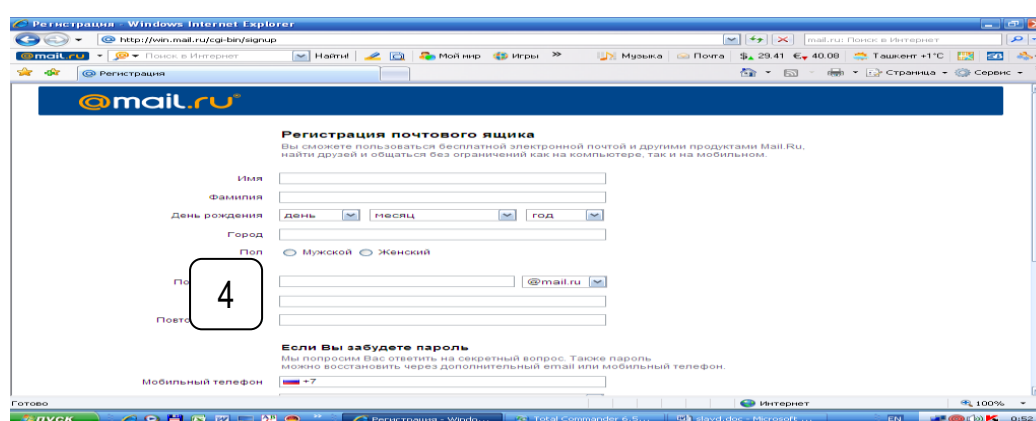 Регистрация - Windows Internet Explorer
http://win.mail.ru/cgi-bin/signup
mail.ru: Поиск в Интернет
@mail.ru Поиск в Интернет Найти! Мой мир Игры » Музыка Почта 29.41 40.08 Ташкент +1°C
Регистрация Страница Сервис
@mail.ru
Регистрация почтового ящика
Вы сможете пользоваться бесплатной электронной почтой и другими продуктами Mail.Ru,
найти друзей и общаться без ограничений как на компьютере, так и на мобильном.
Имя
Фамилия
День рождения день месяц год
Город
Пол Мужской Женский
@mail.ru
4
Если Вы забудете пароль
Мы попросим Вас ответить на секретный вопрос. Также пароль
можно восстановить через дополнительный email или мобильный телефон.
Мобильный телефон +7
Готово Интернет 100%
пуск Регистрация - Windo... Total Commander 6.5... slayd.doc - Microsoft ... EN 0:52